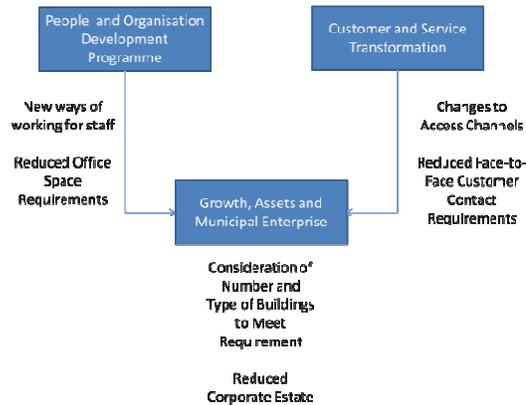 People and Organisation
Development
Programme
Customer and Service
Transformation
New ways of
working for staff
Reduced Office
Space
Requirements
Changes to
Access Channels
Reduced Face-to-
Face Customer
Contact
Requirements
Growth, Assets and
Municipal Enterprise
Consideration of
Number and
Type of Buildings
to Meet
Requirement
Reduced
Corporate Estate